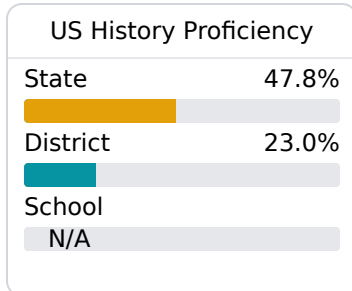 US History Proficiency
State 47.8%
District 23.0%
School
N/A